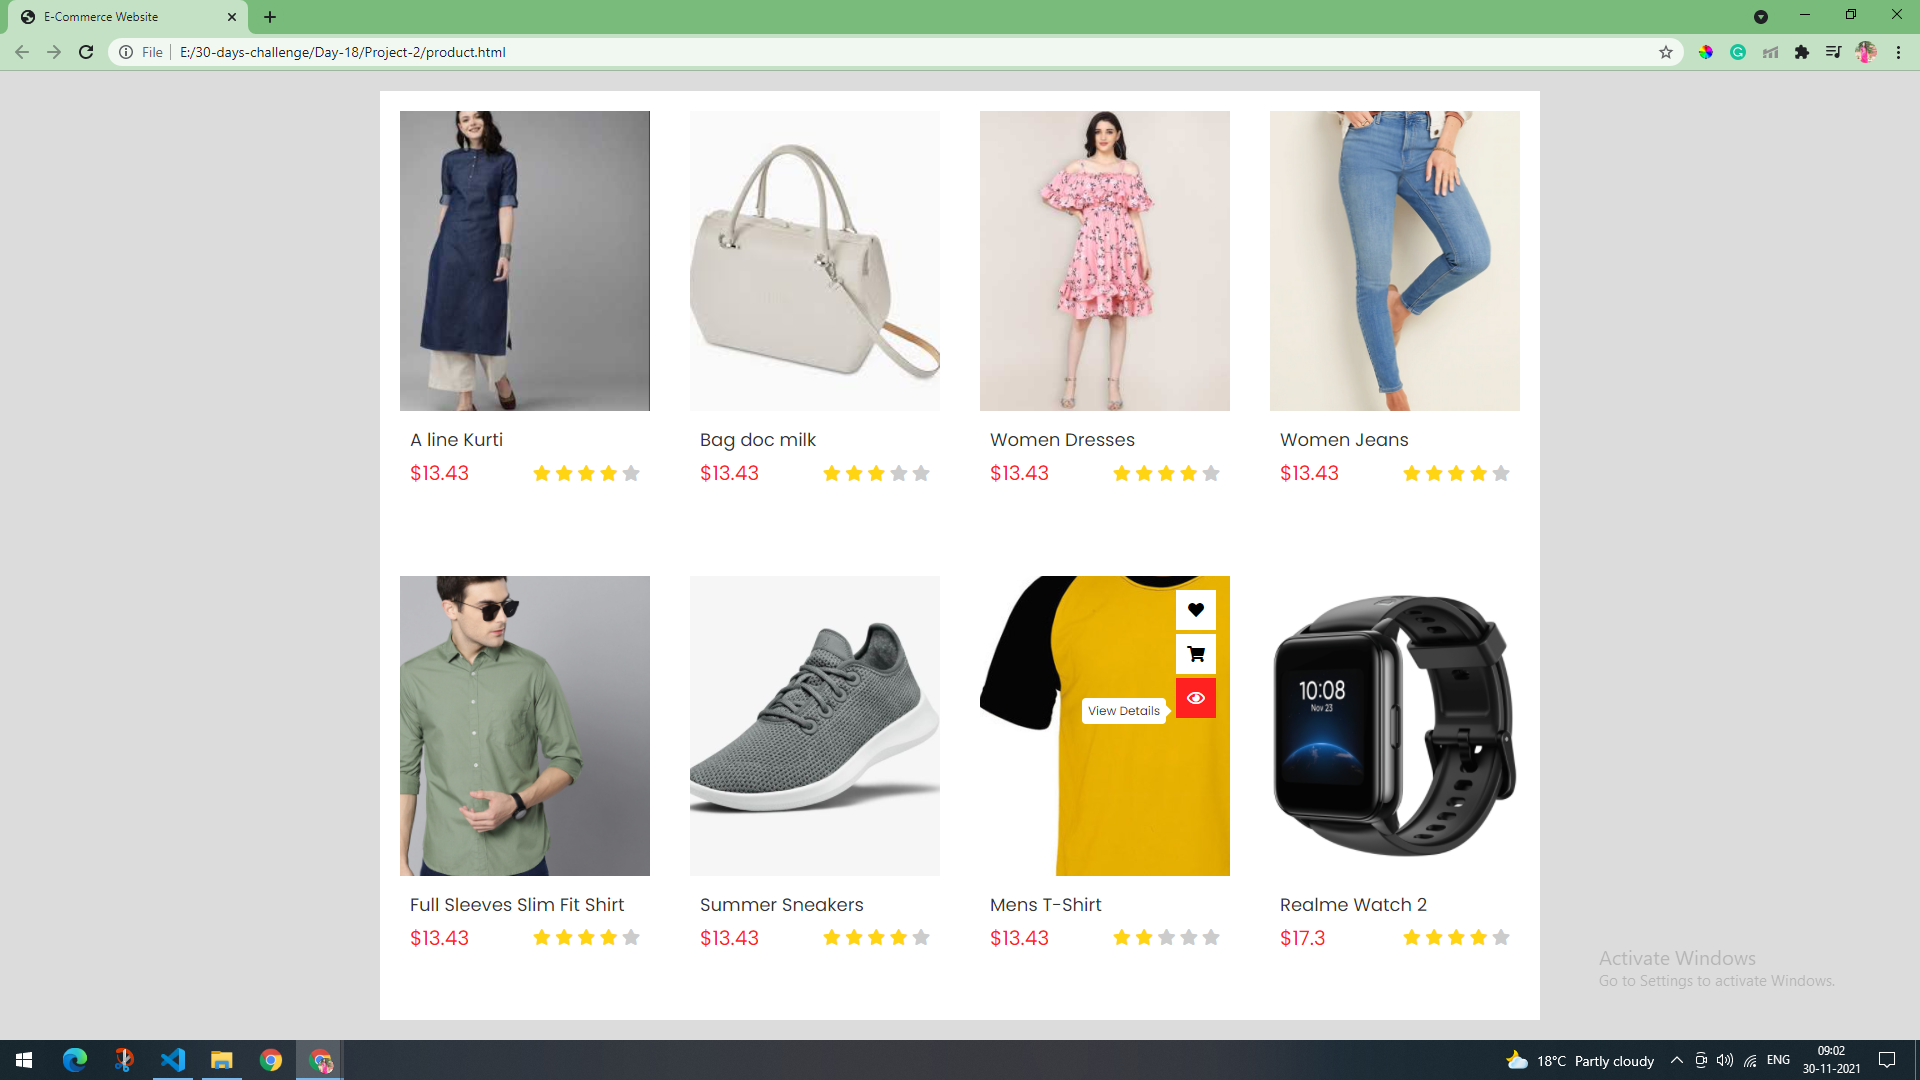 E-Commerce Website
File
E:/30-days-challenge/Day-18/Project-2/product.html
A line Kurti
$13.43
Bag doc milk
$13.43
Women Dresses
$13.43
Women Jeans
$13.43
View Details
10:08
Nov 23
Full Sleeves Slim Fit Shirt
$13.43
Summer Sneakers
$13.43
Mens T-Shirt
$13.43
Realme Watch 2
$17.3
Activate Windows
Go to Settings to activate Windows.
18°C Partly cloudy
ENG
09:02
30-11-2021